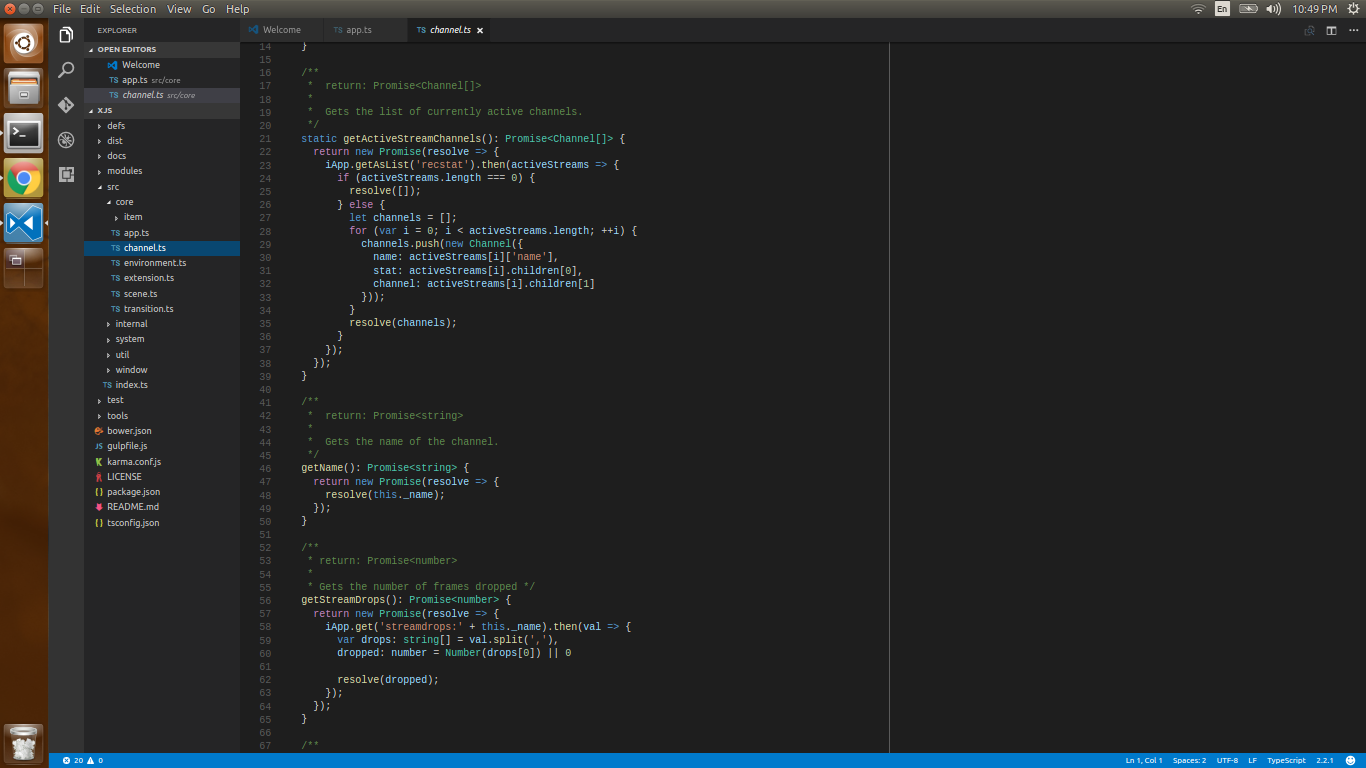 File Edit Selection View Go Help
En
10:49 PM
EXPLORER
OPEN EDITORS
Welcome
app.ts src/core
channel.ts src/core
XJS
defs
dist
docs
modules
src
core
item
TS app.ts
TS channel.ts
TS environment.ts
TS extension.ts
TS scene.ts
TS transition.ts
internal
system
util
window
TS index.ts
test
tools
bower.json
JS gulpfile.js
karma.conf.js
LICENSE
{} package.json
README.md
{} tsconfig.json
Welcome TS app.ts TS channel.ts
14 }
15
16 /**
17  *  return: Promise<Channel[]>
18  *
19  *  Gets the list of currently active channels.
20  */
21 static getActiveStreamChannels(): Promise<Channel[]> {
22   return new Promise(resolve => {
23     iApp.getAsList('recstat').then(activeStreams => {
24       if (activeStreams.length === 0) {
25         resolve([]);
26       } else {
27         let channels = [];
28         for (var i = 0; i < activeStreams.length; ++i) {
29           channels.push(new Channel({
30             name: activeStreams[i]['name'],
31             stat: activeStreams[i].children[0],
32             channel: activeStreams[i].children[1]
33           }));
34         }
35         resolve(channels);
36       }
37     });
38   });
39 }
40
41 /**
42  *  return: Promise<string>
43  *
44  *  Gets the name of the channel.
45  */
46 getName(): Promise<string> {
47   return new Promise(resolve => {
48     resolve(this._name);
49   });
50 }
51
52 /**
53  * return: Promise<number>
54  *
55  * Gets the number of frames dropped */
56 getStreamDrops(): Promise<number> {
57   return new Promise(resolve => {
58     iApp.get('streamdrops:' + this._name).then(val => {
59       var drops: string[] = val.split(','),
60       dropped: number = Number(drops[0]) || 0
61
62       resolve(dropped);
63     });
64   });
65 }
66
67 /**
20 0 Ln 1, Col 1 Spaces: 2 UTF-8 LF TypeScript 2.2.1